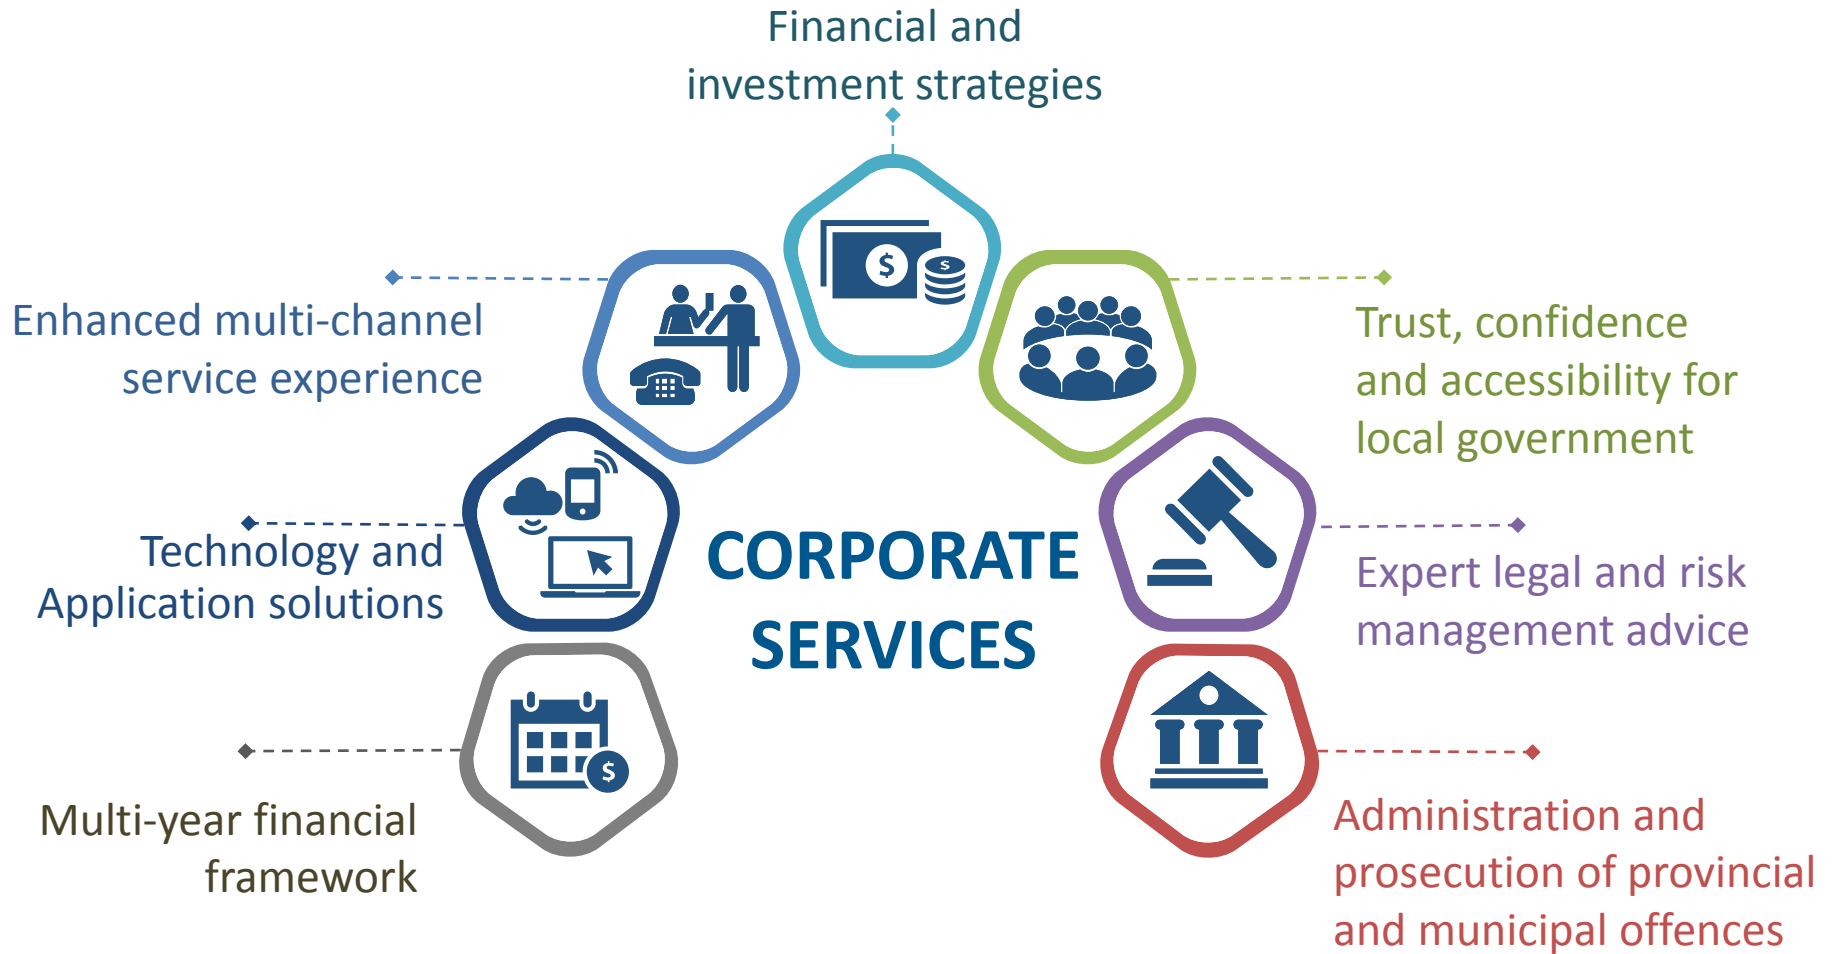 Financial and
investment strategies
Enhanced multi-channel
service experience
Trust, confidence
and accessibility for
local government
Technology and
Application solutions
CORPORATE
SERVICES
Expert legal and risk
management advice
Multi-year financial
framework
Administration and
prosecution of provincial
and municipal offences
$
$
$